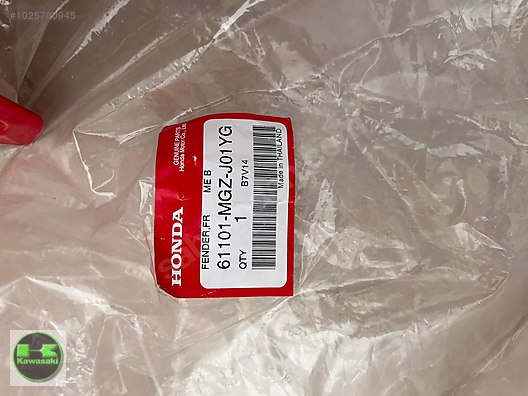 #1025760945
HONDA
GENUINE PARTS
Honda Motor Co., Ltd.
FENDER,FR ME B
61101-MGZ-J01YG
QTY 1 B7V14
Made in THAILAND
Kawasaki